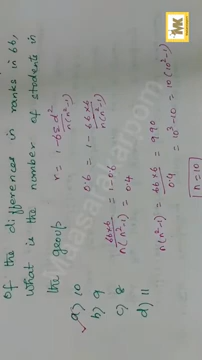 MK
of the differences in ranks is 66,
what is the number of students in
the group
r = 1 - 6Σd² / n(n²-1)
✓a) 10
b) 9
c) 8
d) 11
0.6 = 1 - 66×6 / n(n²-1)
66×6 / n(n²-1) = 1 - 0.6
= 0.4
n(n²-1) = 66×6 / 0.4 = 990
= 10³-10 = 10(10²-1)
n = 10